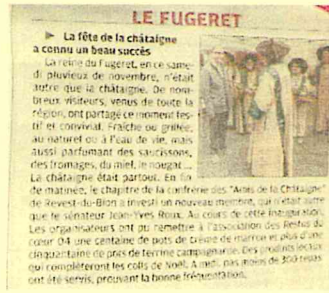 LE FUGERET
► La fête de la châtaigne
a connu un beau succès
La reine du Fugeret, en ce same-
di pluvieux de novembre, n'était
autre que la châtaigne. De nom-
breux visiteurs, venus de toute la
région, ont partagé ce moment fes-
tif et convivial. Fraîche ou grillée,
au naturel ou à l'eau de vie, mais
aussi parfumant des saucissons,
des fromages, du miel, le nougat...
La châtaigne était partout. En fin
de matinée, le chapitre de la confrérie des "Amis de la Châtaigne"
de Revest-du-Bion a investi un nouveau membre, qui n'était autre
que le sénateur Jean-Yves Roux. Au cours de cette inauguration,
Les organisateurs ont pu remettre à l'association des Restos du
cœur 04 une centaine de pots de crème de marron et plus d'une
cinquantaine de pots de terrine campagnarde. Des produits locaux
qui complèteront les colis de Noël. A midi, pas moins de 300 repas
ont été servis, prouvant la bonne fréquentation.